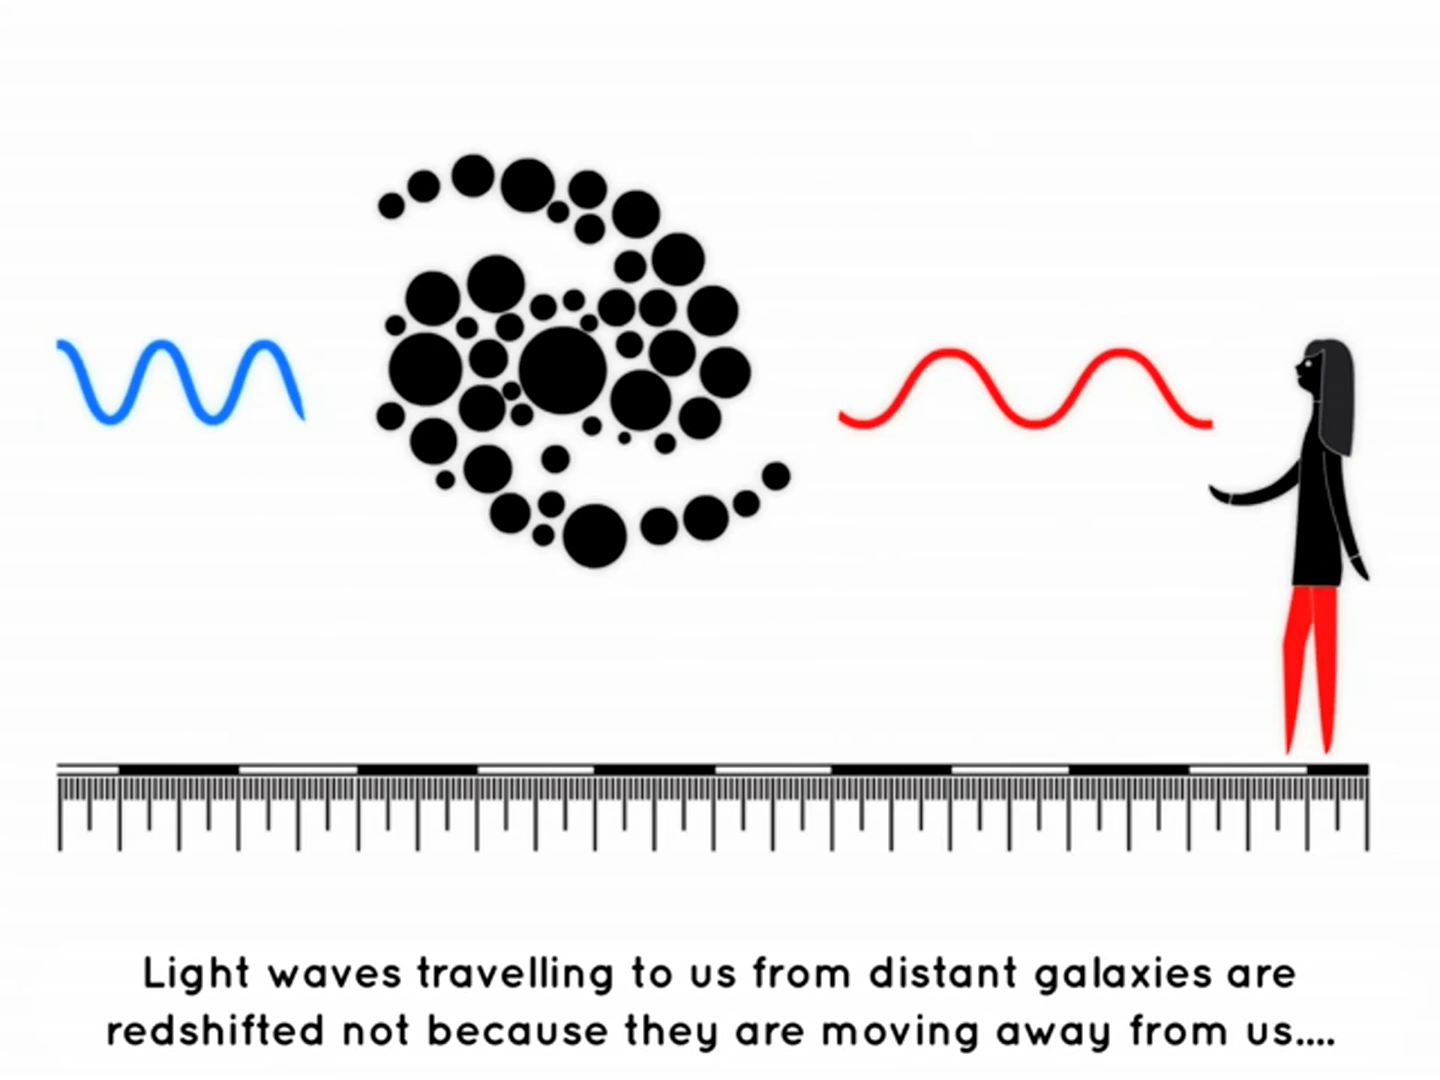 Light waves travelling to us from distant galaxies are
redshifted not because they are moving away from us....